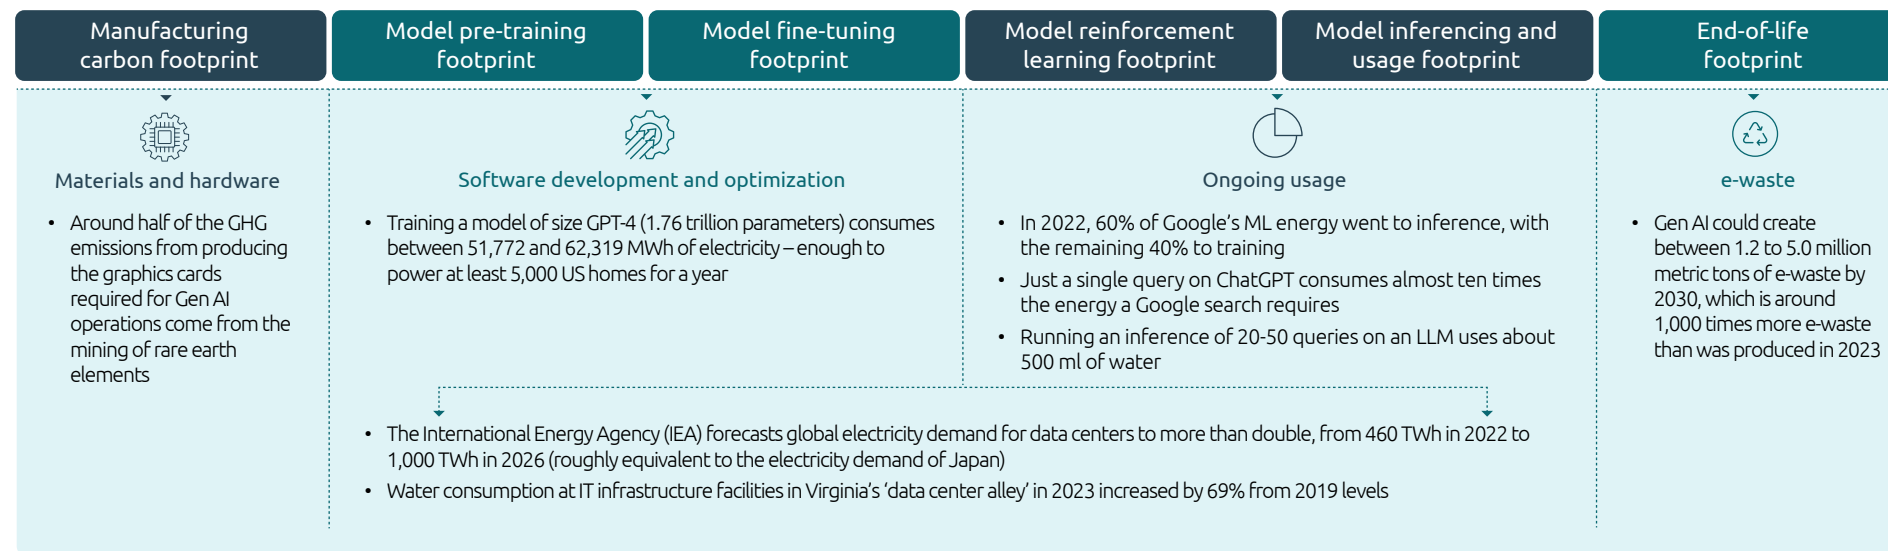 Manufacturing
carbon footprint
Model pre-training
footprint
Model fine-tuning
footprint
Model reinforcement
learning footprint
Model inferencing and
usage footprint
End-of-life
footprint
Materials and hardware
• Around half of the GHG
emissions from producing
the graphics cards
required for Gen AI
operations come from the
mining of rare earth
elements
Software development and optimization
• Training a model of size GPT-4 (1.76 trillion parameters) consumes
between 51,772 and 62,319 MWh of electricity – enough to
power at least 5,000 US homes for a year
Ongoing usage
• In 2022, 60% of Google’s ML energy went to inference, with
the remaining 40% to training
• Just a single query on ChatGPT consumes almost ten times
the energy a Google search requires
• Running an inference of 20-50 queries on an LLM uses about
500 ml of water
e-waste
• Gen AI could create
between 1.2 to 5.0 million
metric tons of e-waste by
2030, which is around
1,000 times more e-waste
than was produced in 2023
• The International Energy Agency (IEA) forecasts global electricity demand for data centers to more than double, from 460 TWh in 2022 to
1,000 TWh in 2026 (roughly equivalent to the electricity demand of Japan)
• Water consumption at IT infrastructure facilities in Virginia’s ‘data center alley’ in 2023 increased by 69% from 2019 levels